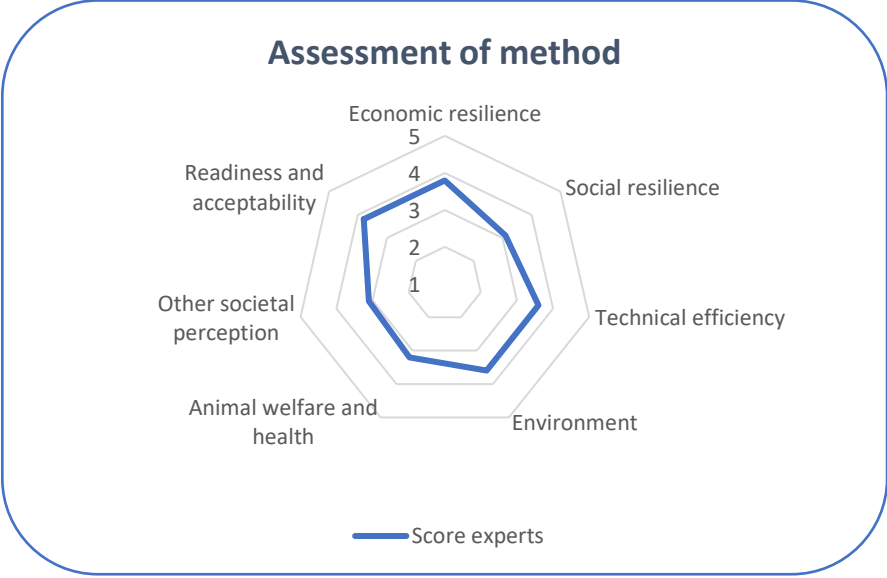 Assessment of method
Economic resilience
5
4
3
2
1
Social resilience
Technical efficiency
Environment
Animal welfare and
health
Other societal
perception
Readiness and
acceptability
Score experts